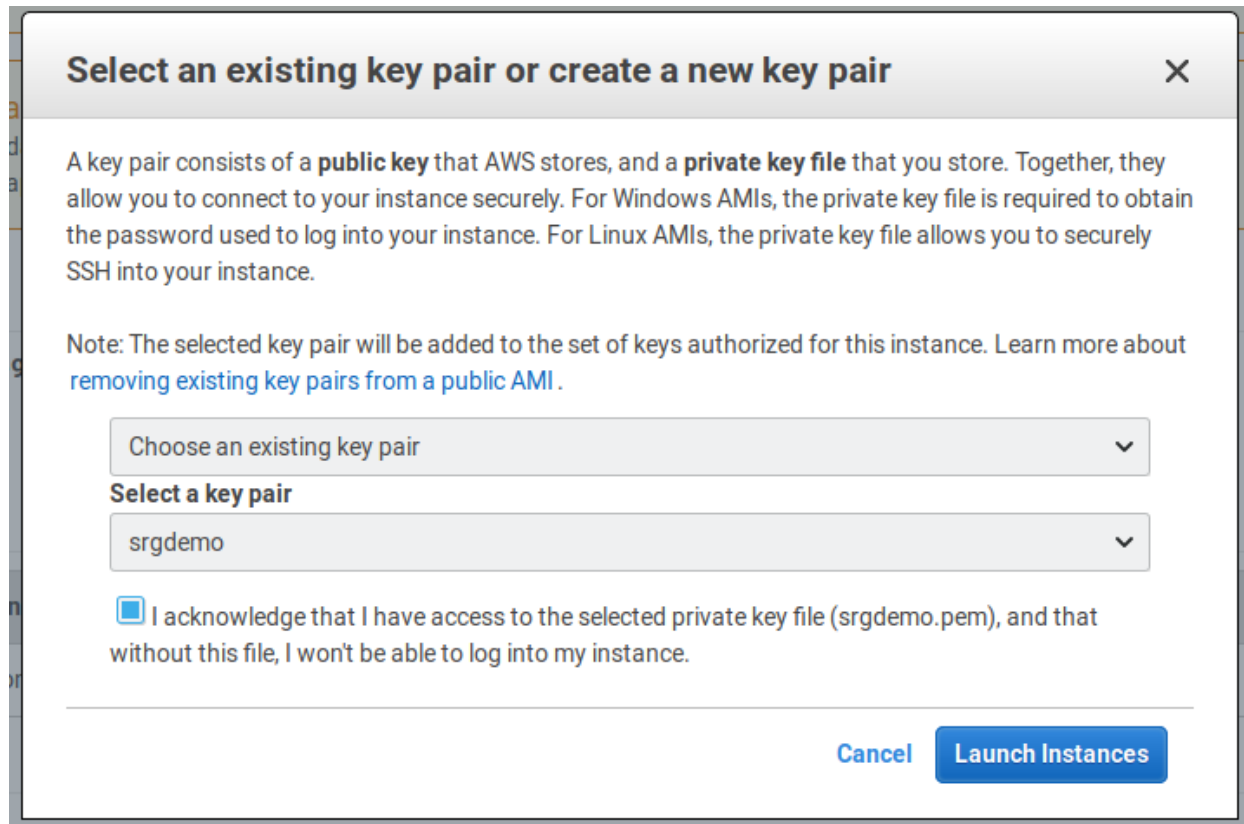 Select an existing key pair or create a new key pair
A key pair consists of a public key that AWS stores, and a private key file that you store. Together, they
allow you to connect to your instance securely. For Windows AMIs, the private key file is required to obtain
the password used to log into your instance. For Linux AMIs, the private key file allows you to securely
SSH into your instance.
Note: The selected key pair will be added to the set of keys authorized for this instance. Learn more about
removing existing key pairs from a public AMI .
Choose an existing key pair
Select a key pair
srgdemo
I acknowledge that I have access to the selected private key file (srgdemo.pem), and that
without this file, I won't be able to log into my instance.
Cancel Launch Instances